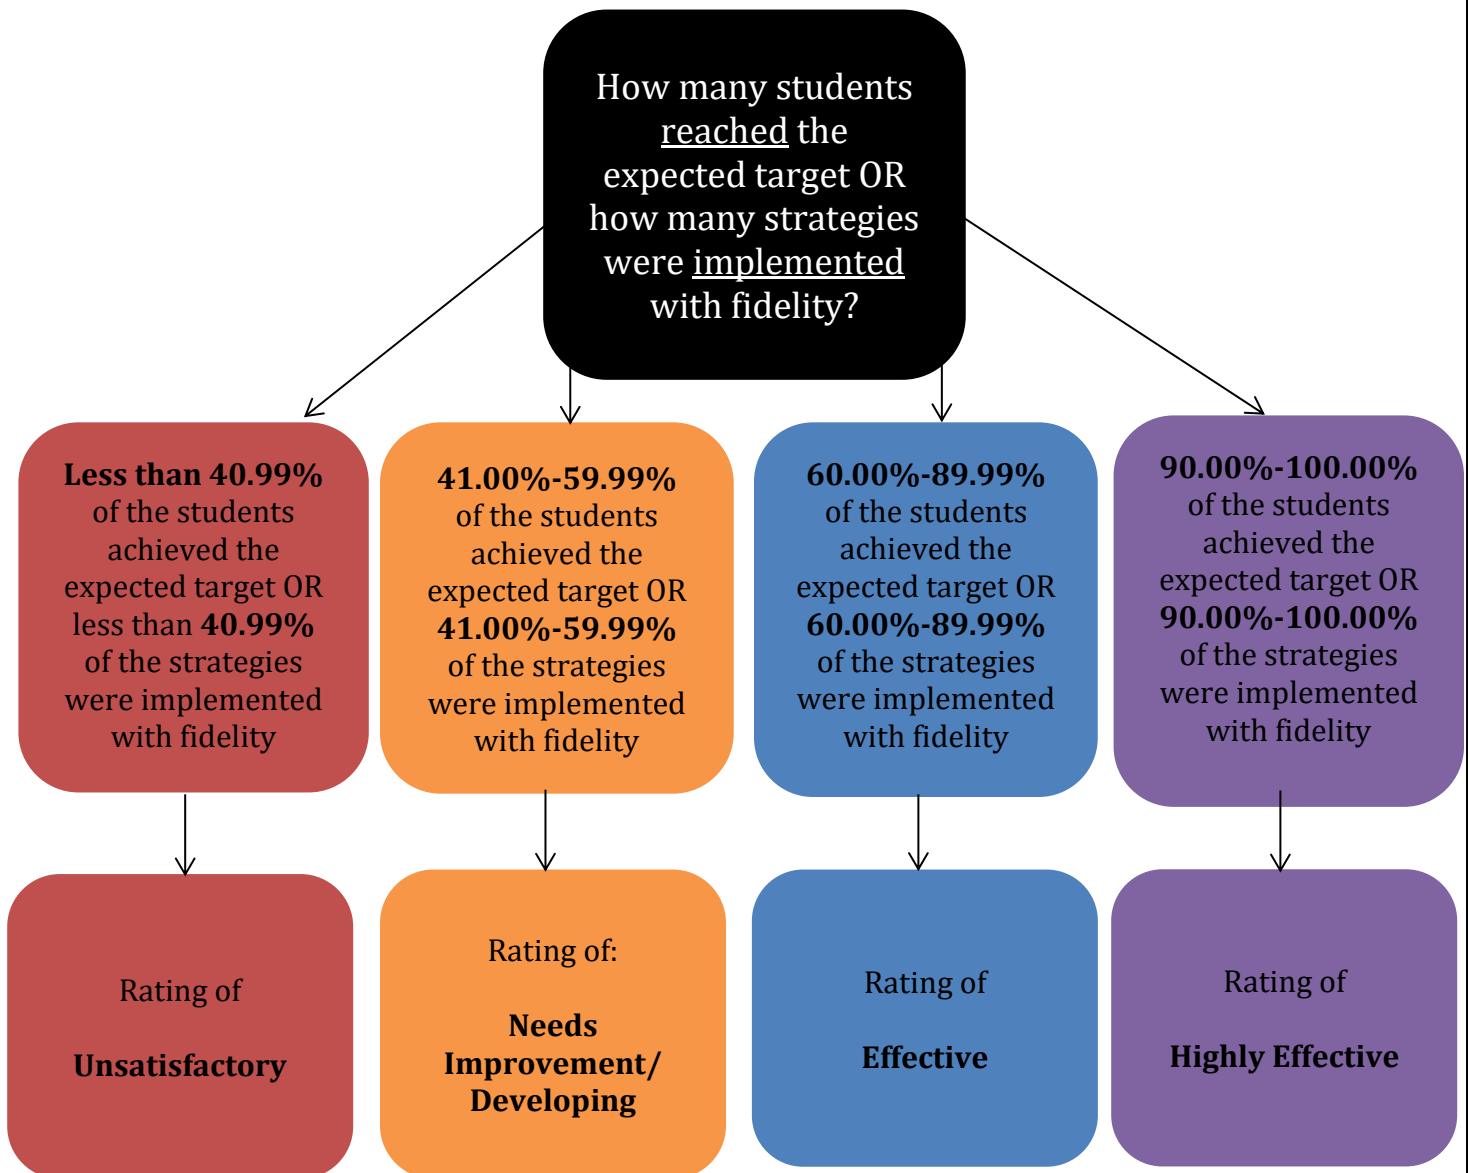 How many students
reached the
expected target OR
how many strategies
were implemented
with fidelity?
Less than 40.99%
of the students
achieved the
expected target OR
less than 40.99%
of the strategies
were implemented
with fidelity
41.00%-59.99%
of the students
achieved the
expected target OR
41.00%-59.99%
of the strategies
were implemented
with fidelity
60.00%-89.99%
of the students
achieved the
expected target OR
60.00%-89.99%
of the strategies
were implemented
with fidelity
90.00%-100.00%
of the students
achieved the
expected target OR
90.00%-100.00%
of the strategies
were implemented
with fidelity
Rating of
Unsatisfactory
Rating of:
Needs
Improvement/
Developing
Rating of
Effective
Rating of
Highly Effective